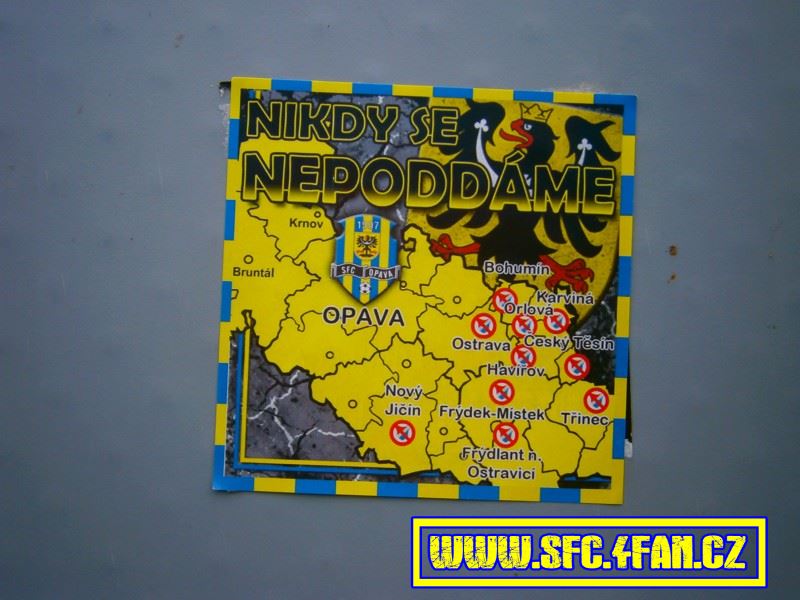 NIKDY SE
NEPODDÁME
Krnov
1907
SFC OPAVA
Bruntál
Bohumín
Karviná
Orlová
OPAVA
Ostrava
Český Těšín
Havířov
Nový
Jičín
Frýdek-Místek
Třinec
Frýdlant n.
Ostravicí
WWW.SFC.4FAN.CZ